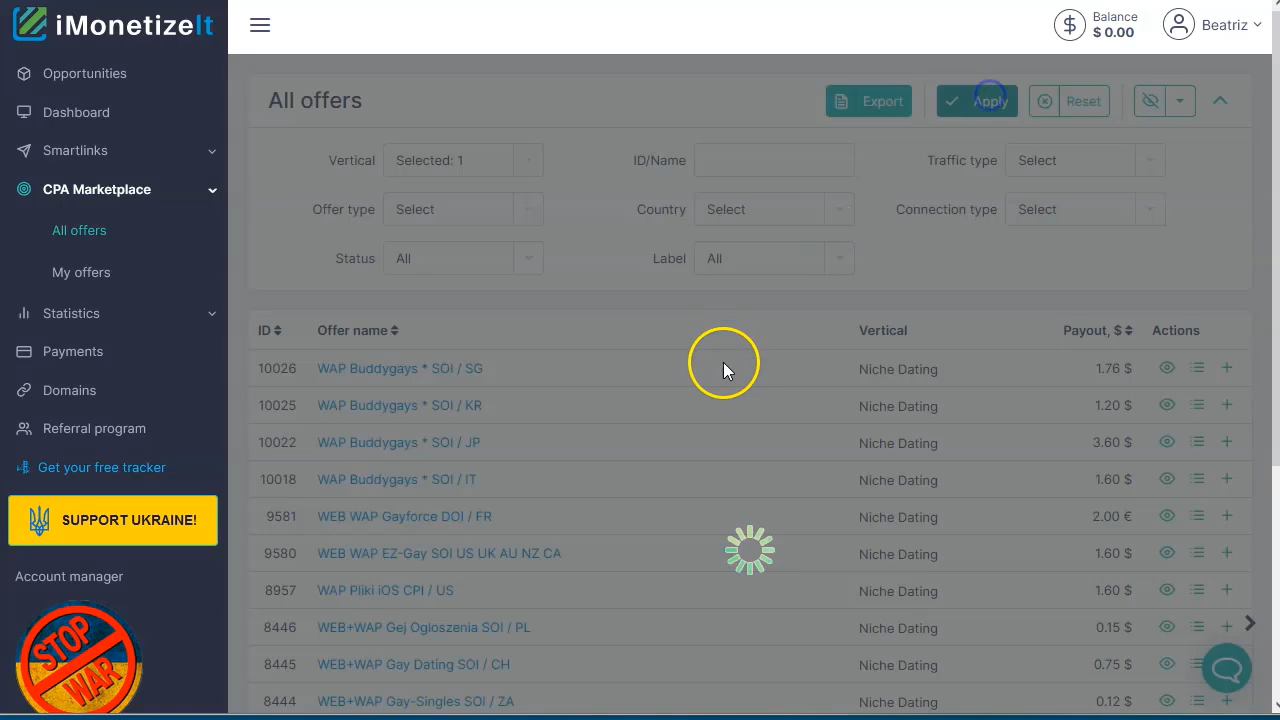 iMonetizeIt
Balance
$ 0.00
Beatriz
Opportunities
Dashboard
Smartlinks
CPA Marketplace
All offers
My offers
Statistics
Payments
Domains
Referral program
Get your free tracker
SUPPORT UKRAINE!
Account manager
STOP
WAR
All offers
Export
Apply
Reset
Vertical Selected: 1 ID/Name Traffic type Select
Offer type Select Country Select Connection type Select
Status All Label All
ID Offer name Vertical Payout, $ Actions
10026 WAP Buddygays * SOI / SG Niche Dating 1.76 $
10025 WAP Buddygays * SOI / KR Niche Dating 1.20 $
10022 WAP Buddygays * SOI / JP Niche Dating 3.60 $
10018 WAP Buddygays * SOI / IT Niche Dating 1.60 $
9581 WEB WAP Gayforce DOI / FR Niche Dating 2.00 €
9580 WEB WAP EZ-Gay SOI US UK AU NZ CA Niche Dating 1.60 $
8957 WAP Pliki iOS CPI / US Niche Dating 1.60 $
8446 WEB+WAP Gej Ogloszenia SOI / PL Niche Dating 0.15 $
8445 WEB+WAP Gay Dating SOI / CH Niche Dating 0.75 $
8444 WEB+WAP Gay-Singles SOI / ZA Niche Dating 0.12 $